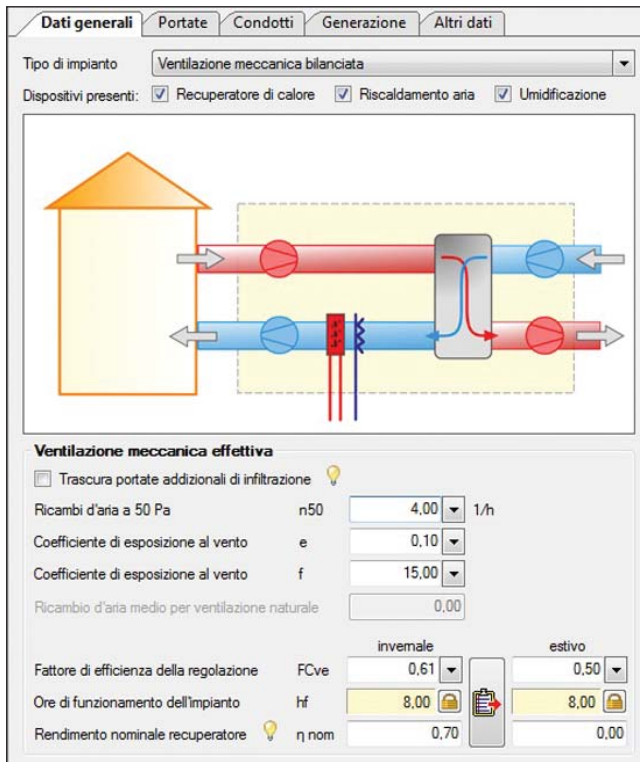 Dati generali Portate Condotti Generazione Altri dati
Tipo di impianto Ventilazione meccanica bilanciata
Dispositivi presenti: Recuperatore di calore Riscaldamento aria Umidificazione
Ventilazione meccanica effettiva
Trascura portate addizionali di infiltrazione
Ricambi d'aria a 50 Pa n50 4,00 1/h
Coefficiente di esposizione al vento e 0,10
Coefficiente di esposizione al vento f 15,00
Ricambio d'aria medio per ventilazione naturale 0,00
invernale estivo
Fattore di efficienza della regolazione FCve 0,61 0,50
Ore di funzionamento dell'impianto hf 8,00 8,00
Rendimento nominale recuperatore η nom 0,70 0,00